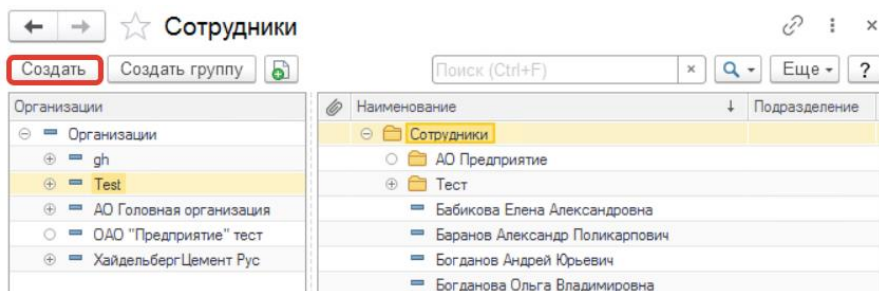 Сотрудники
Создать Создать группу Поиск (Ctrl+F) × Еще ?
Организации
Организации
gh
Test
АО Головная организация
ОАО "Предприятие" тест
ХайдельбергЦемент Рус
Наименование ↓ Подразделение
Сотрудники
АО Предприятие
Тест
Бабикова Елена Александровна
Баранов Александр Поликарпович
Богданов Андрей Юрьевич
Богданова Ольга Владимировна